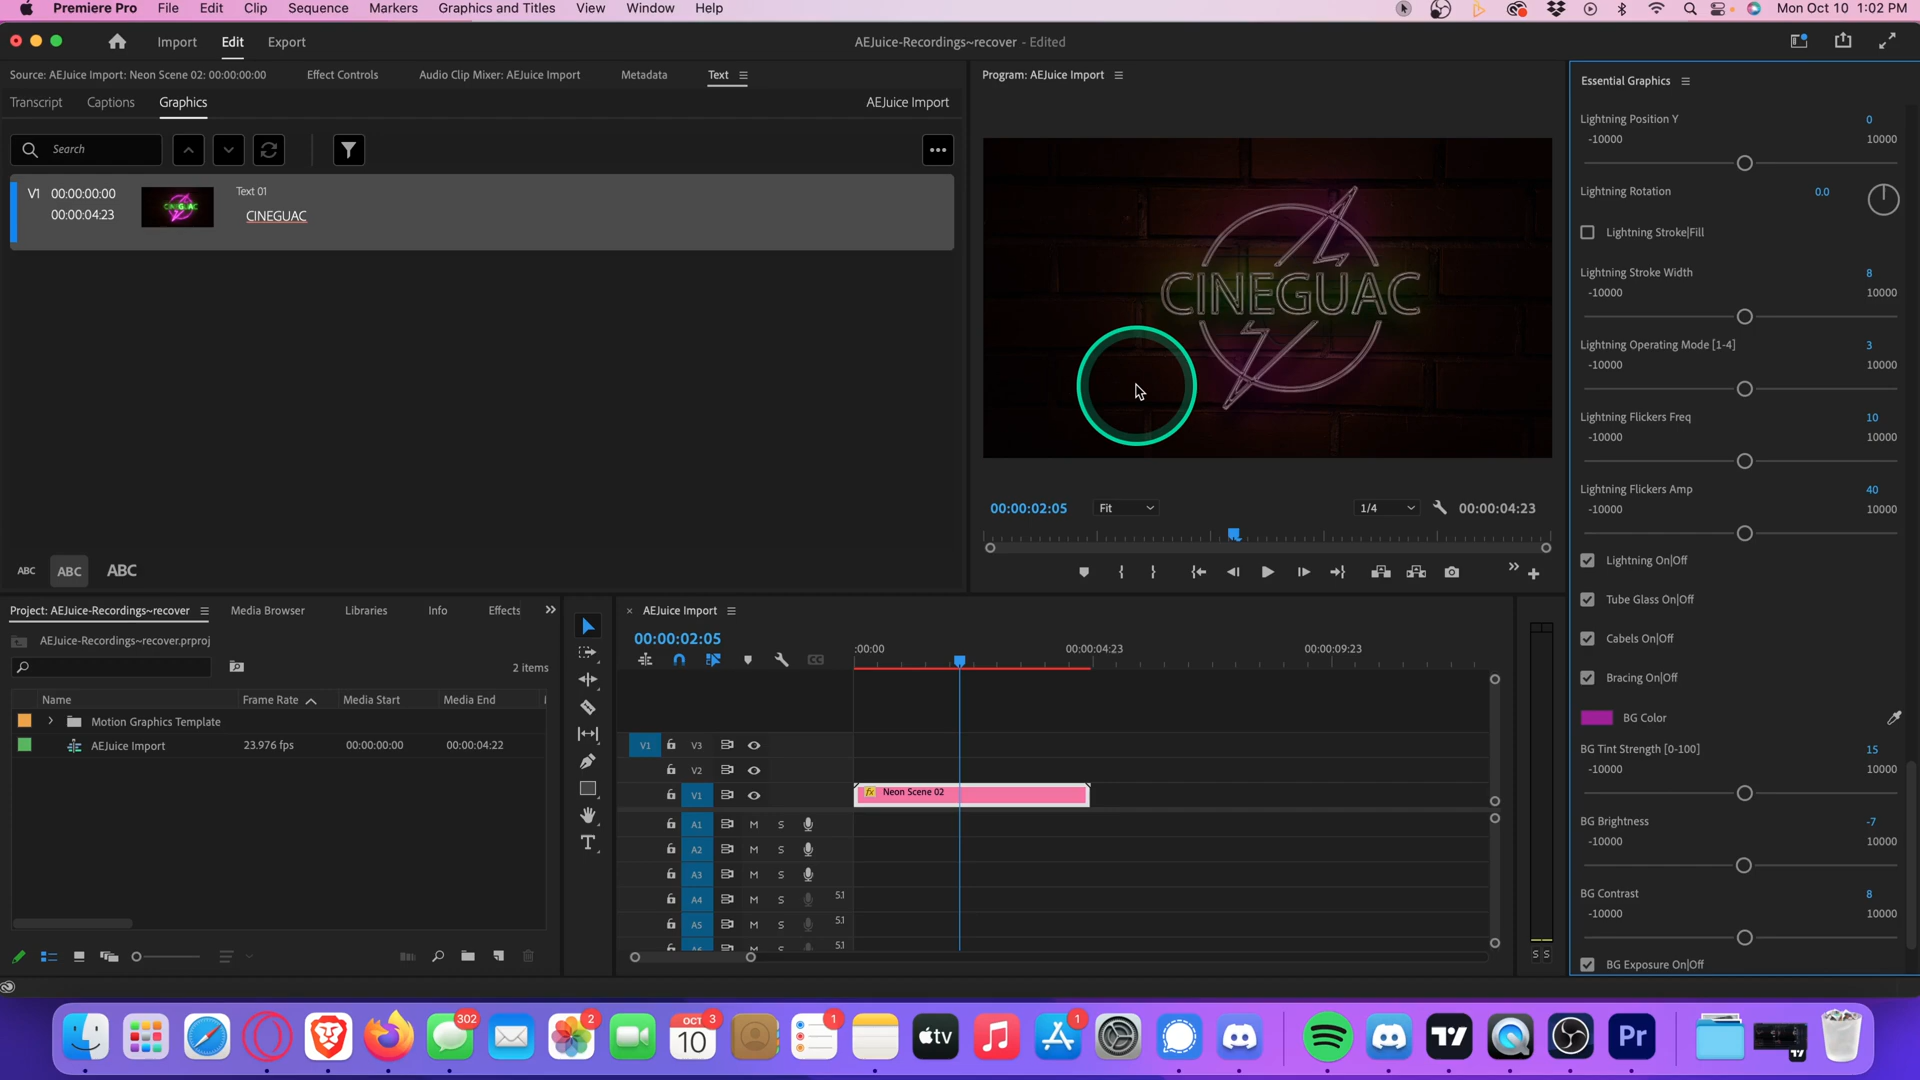 Premiere Pro File Edit Clip Sequence Markers Graphics and Titles View Window Help Mon Oct 10 1:02 PM
Import Edit Export AEJuice-Recordings~recover - Edited
Source: AEJuice Import: Neon Scene 02: 00:00:00:00 Effect Controls Audio Clip Mixer: AEJuice Import Metadata Text
Program: AEJuice Import
Essential Graphics
Transcript Captions Graphics AEJuice Import
Search
V1 00:00:00:00 Text 01
00:00:04:23 CINEGUAC
CINEGUAC
00:00:02:05 Fit 1/4 00:00:04:23
ABC ABC ABC
Lightning Position Y 0
-10000 10000
Lightning Rotation 0.0
Lightning Stroke|Fill
Lightning Stroke Width 8
-10000 10000
Lightning Operating Mode [1-4] 3
-10000 10000
Lightning Flickers Freq 10
-10000 10000
Lightning Flickers Amp 40
-10000 10000
Lightning On|Off
Tube Glass On|Off
Cabels On|Off
Bracing On|Off
BG Color
BG Tint Strength [0-100] 15
-10000 10000
BG Brightness -7
-10000 10000
BG Contrast 8
-10000 10000
BG Exposure On|Off
Project: AEJuice-Recordings~recover Media Browser Libraries Info Effects
AEJuice-Recordings~recover.prproj
2 items
Name Frame Rate Media Start Media End
Motion Graphics Template
AEJuice Import 23.976 fps 00:00:00:00 00:00:04:22
× AEJuice Import
00:00:02:05
:00:00 00:00:04:23 00:00:09:23
V1 V3
V2
V1 fx Neon Scene 02
A1 M S
A2 M S
A3 M S
A4 M S 5.1
A5 M S 5.1
A6 M S 5.1
S S
302 2 OCT 3 10 1 tv 1 Pr